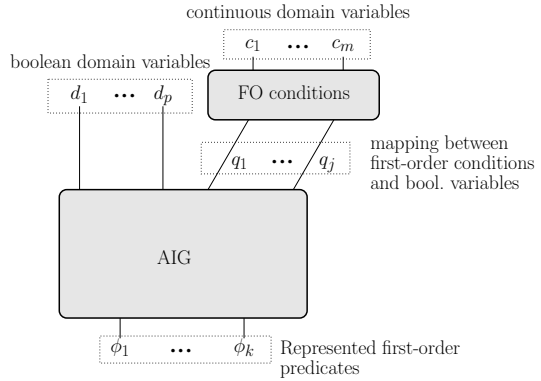 continuous domain variables
c₁ ••• cₘ
boolean domain variables
d₁ ••• dₚ
FO conditions
q₁ ••• qⱼ
mapping between
first-order conditions
and bool. variables
AIG
ϕ₁ ••• ϕₖ
Represented first-order
predicates